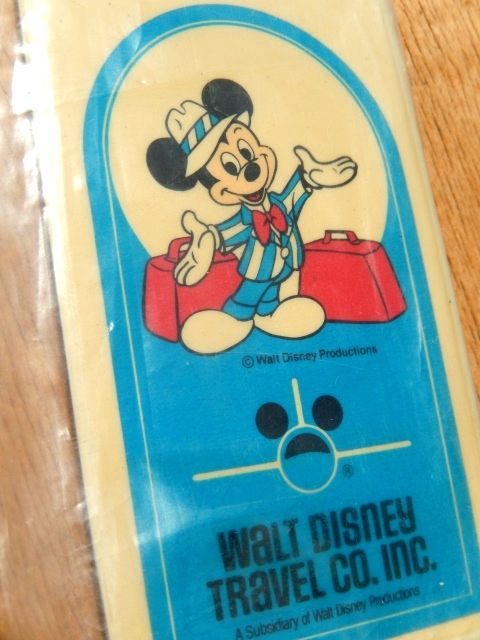 © Walt Disney Productions
®
WALT DISNEY
TRAVEL CO. INC.
A Subsidiary of Walt Disney Productions